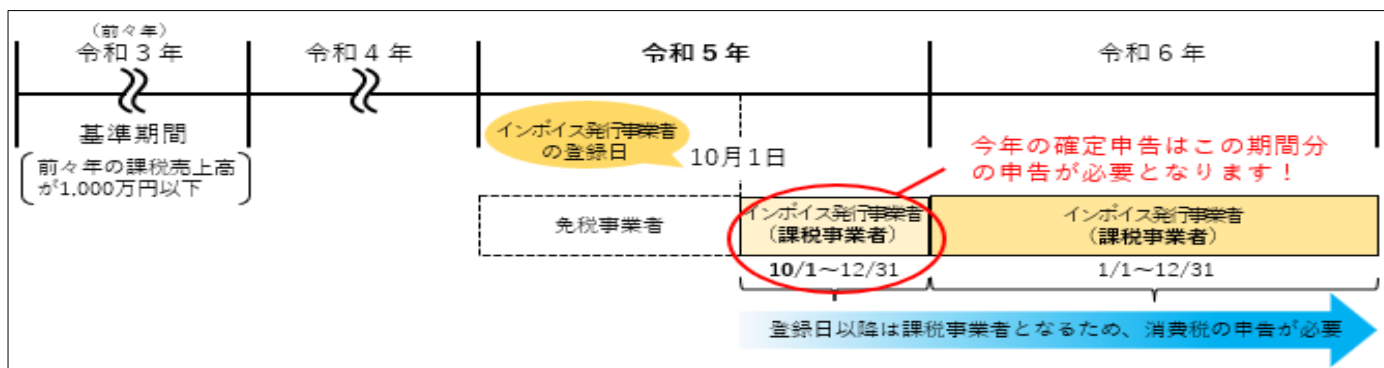 （前々年）
令和３年
令和４年
令和５年
令和６年
基準期間
前々年の課税売上高
が1,000万円以下
インボイス発行事業者
の登録日
10月1日
今年の確定申告はこの期間分
の申告が必要となります！
免税事業者
インボイス発行事業者
（課税事業者）
インボイス発行事業者
（課税事業者）
10/1～12/31
1/1～12/31
登録日以降は課税事業者となるため、消費税の申告が必要